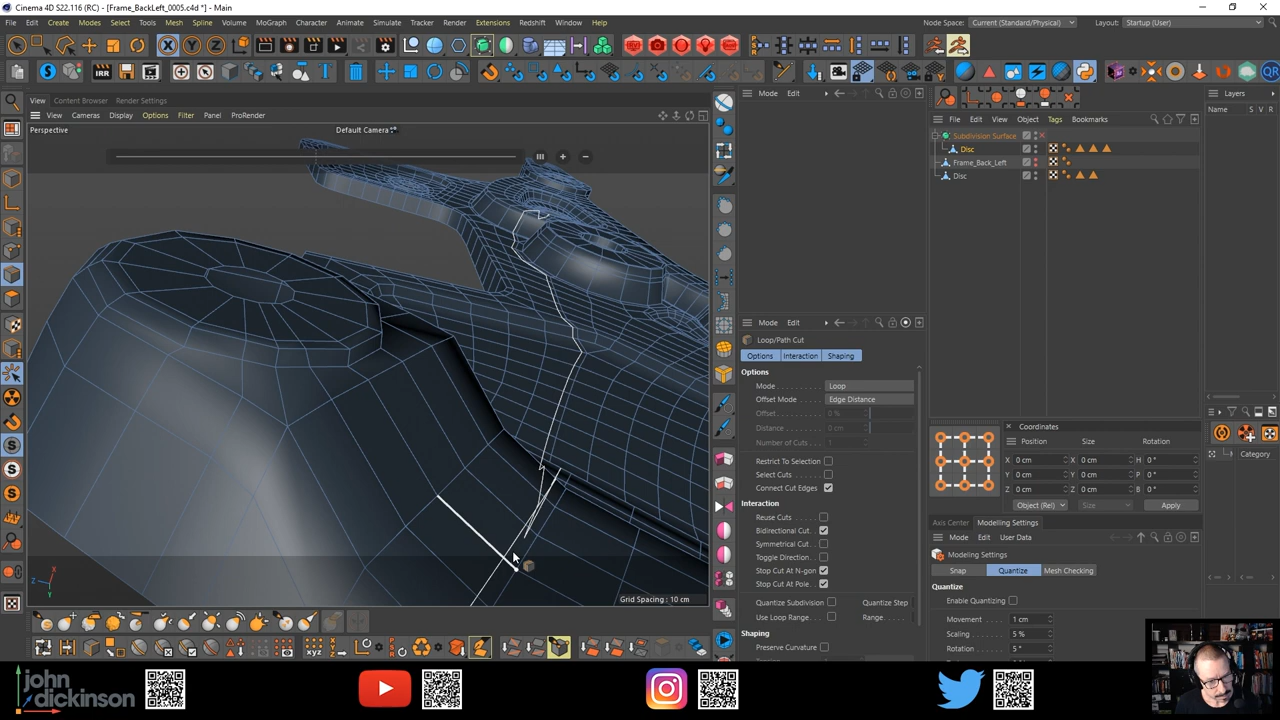 Cinema 4D S22.116 (RC) - [Frame_BackLeft_0005.c4d *] - Main
File Edit Create Modes Select Tools Mesh Spline Volume MoGraph Character Animate Simulate Tracker Render Extensions Redshift Window Help
Node Space: Current (Standard/Physical) Layout: Startup (User)
X Y Z
IRR
QR
View Content Browser Render Settings
View Cameras Display Options Filter Panel ProRender
Perspective
Default Camera
Mode Edit
File Edit View Object Tags Bookmarks
Layers
Name S V R
Subdivision Surface
Disc
Frame_Back_Left
Disc
Mode Edit
Loop/Path Cut
Options Interaction Shaping
Options
Mode . . . . . . . . . Loop
Offset Mode . . . . . Edge Distance
Offset . . . . . . . . 0 %
Distance . . . . . . . 0 cm
Number of Cuts . . . 1
Restrict To Selection
Select Cuts . . . . . .
Connect Cut Edges
Interaction
Reuse Cuts . . . . . .
Bidirectional Cut.
Symmetrical Cut.
Toggle Direction. .
Stop Cut At N-gon
Stop Cut At Pole. .
Quantize Subdivision Quantize Step
Use Loop Range. . . Range.
Shaping
Preserve Curvature
Coordinates
Position Size Rotation
X 0 cm X 0 cm H 0 °
Y 0 cm Y 0 cm P 0 °
Z 0 cm Z 0 cm B 0 °
Object (Rel) Size Apply
Category
Axis Center Modelling Settings
Mode Edit User Data
Modeling Settings
Snap Quantize Mesh Checking
Quantize
Enable Quantizing
Movement 1 cm
Scaling 5 %
Rotation 5 °
Z Y
Grid Spacing : 10 cm
XYZ
john
dickinson